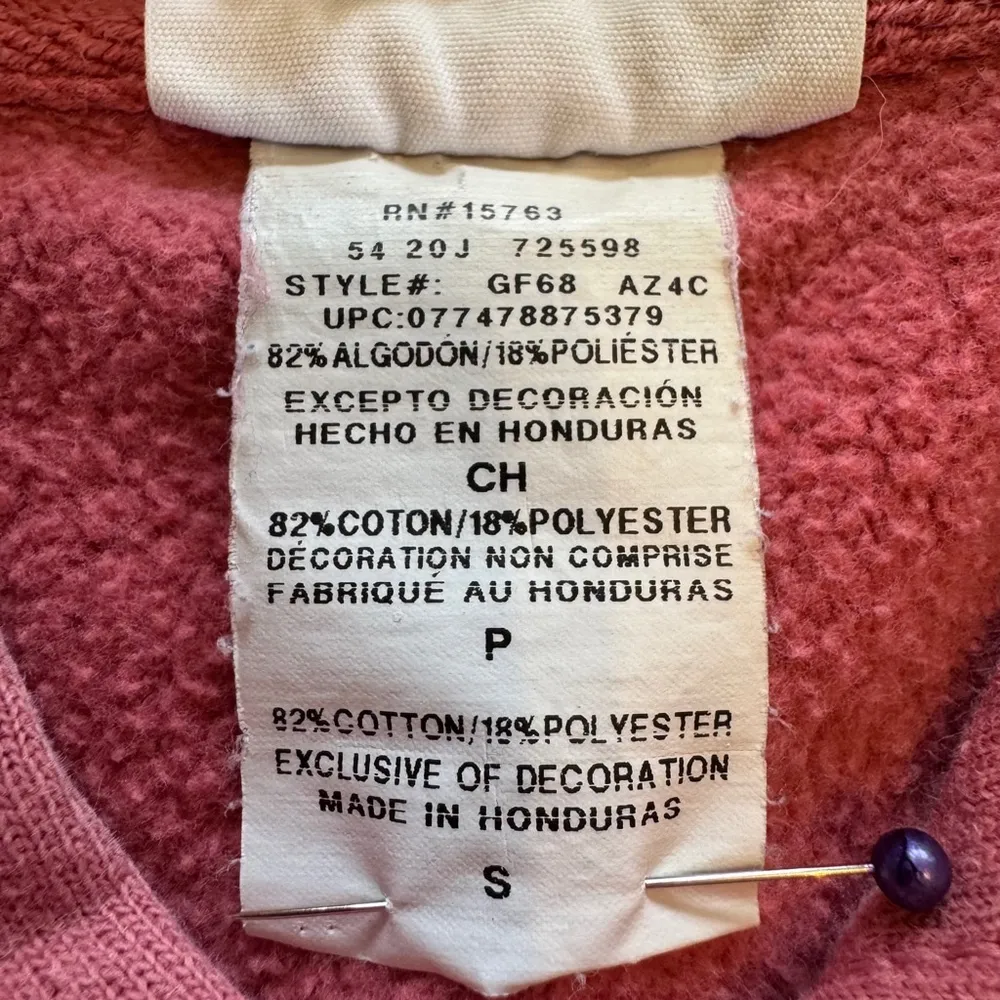 RN#15763
54 20J 725598
STYLE#: GF68 AZ4C
UPC:077478875379
82%ALGODÓN/18%POLIÉSTER
EXCEPTO DECORACIÓN
HECHO EN HONDURAS
CH
82%COTON/18%POLYESTER
DÉCORATION NON COMPRISE
FABRIQUÉ AU HONDURAS
P
82%COTTON/18%POLYESTER
EXCLUSIVE OF DECORATION
MADE IN HONDURAS
S